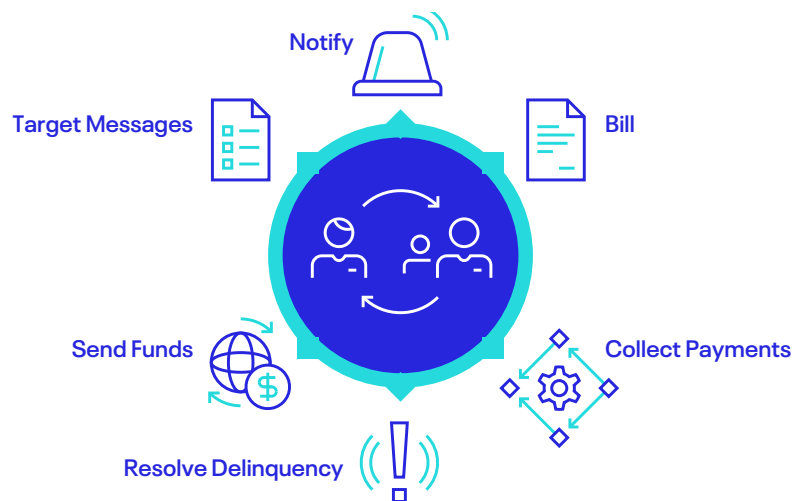 Notify
Target Messages
Bill
$
Send Funds
Collect Payments
Resolve Delinquency
!